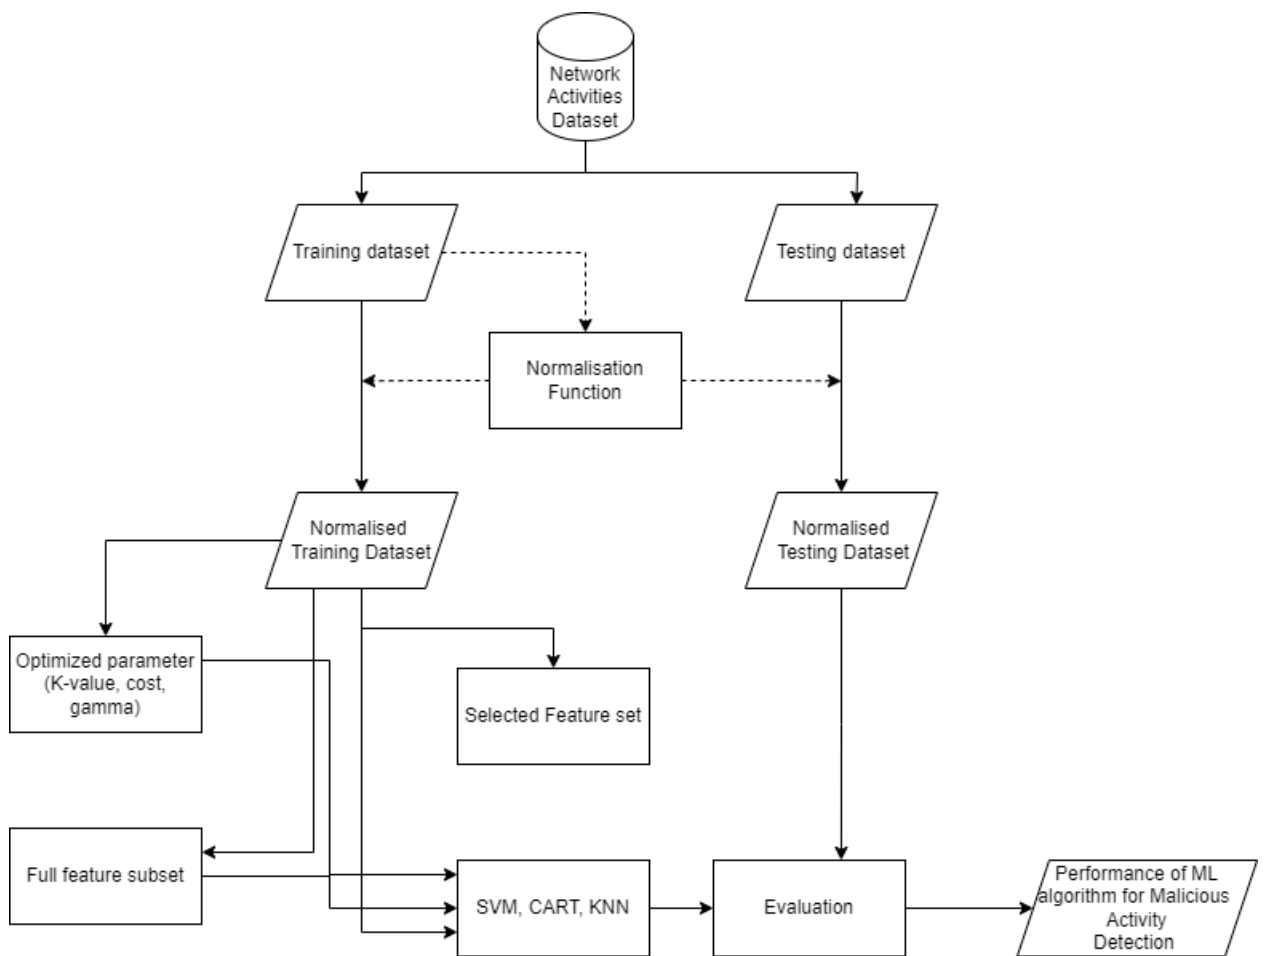 Network
Activities
Dataset
Training dataset
Testing dataset
Normalisation
Function
Normalised
Training Dataset
Normalised
Testing Dataset
Optimized parameter
(K-value, cost,
gamma)
Selected Feature set
Full feature subset
SVM, CART, KNN
Evaluation
Performance of ML
algorithm for Malicious
Activity
Detection